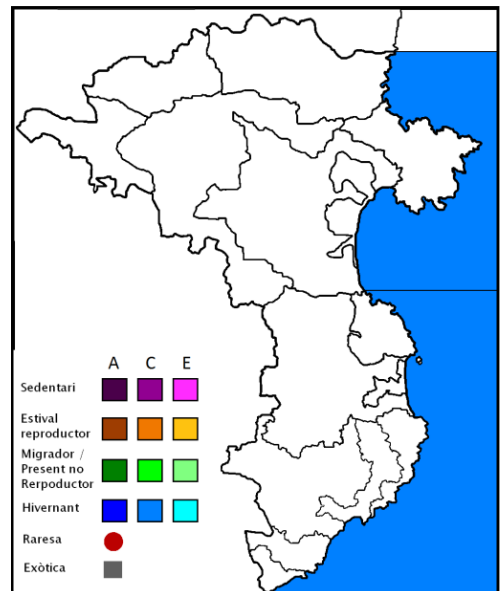 A C E
Sedentari
Estival
reproductor
Migrador /
Present no
Rerpoductor
Hivernant
Raresa
Exòtica